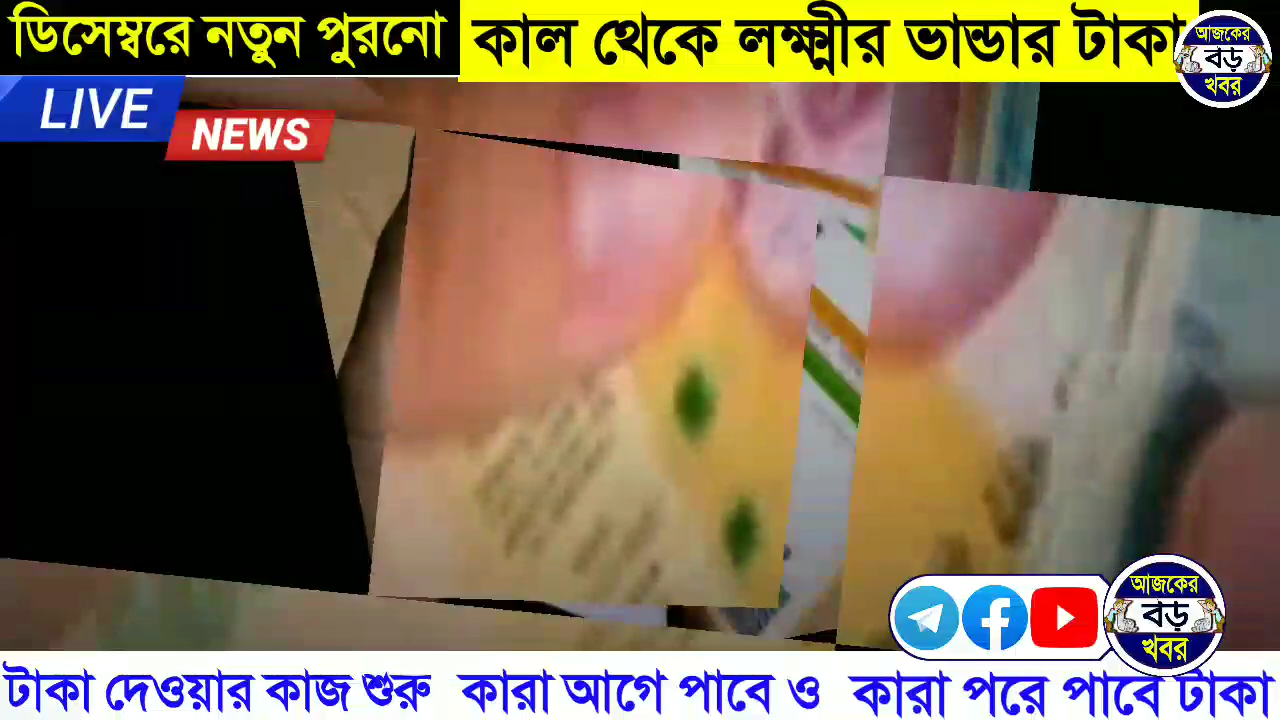 ডিসেম্বরে নতুন পুরনো
কাল থেকে লক্ষ্মীর ভান্ডার টাকা
আজকের
বড়
খবর
LIVE
NEWS
আজকের
বড়
খবর
টাকা দেওয়ার কাজ শুরু কারা আগে পাবে ও কারা পরে পাবে টাকা